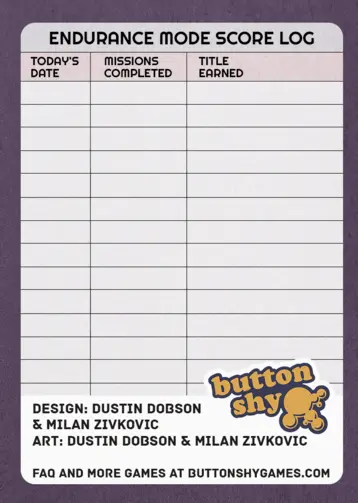 ENDURANCE MODE SCORE LOG
TODAY'S DATE
MISSIONS COMPLETED
TITLE EARNED
button shy
DESIGN: DUSTIN DOBSON
& MILAN ZIVKOVIC
ART: DUSTIN DOBSON & MILAN ZIVKOVIC
FAQ AND MORE GAMES AT BUTTONSHYGAMES.COM